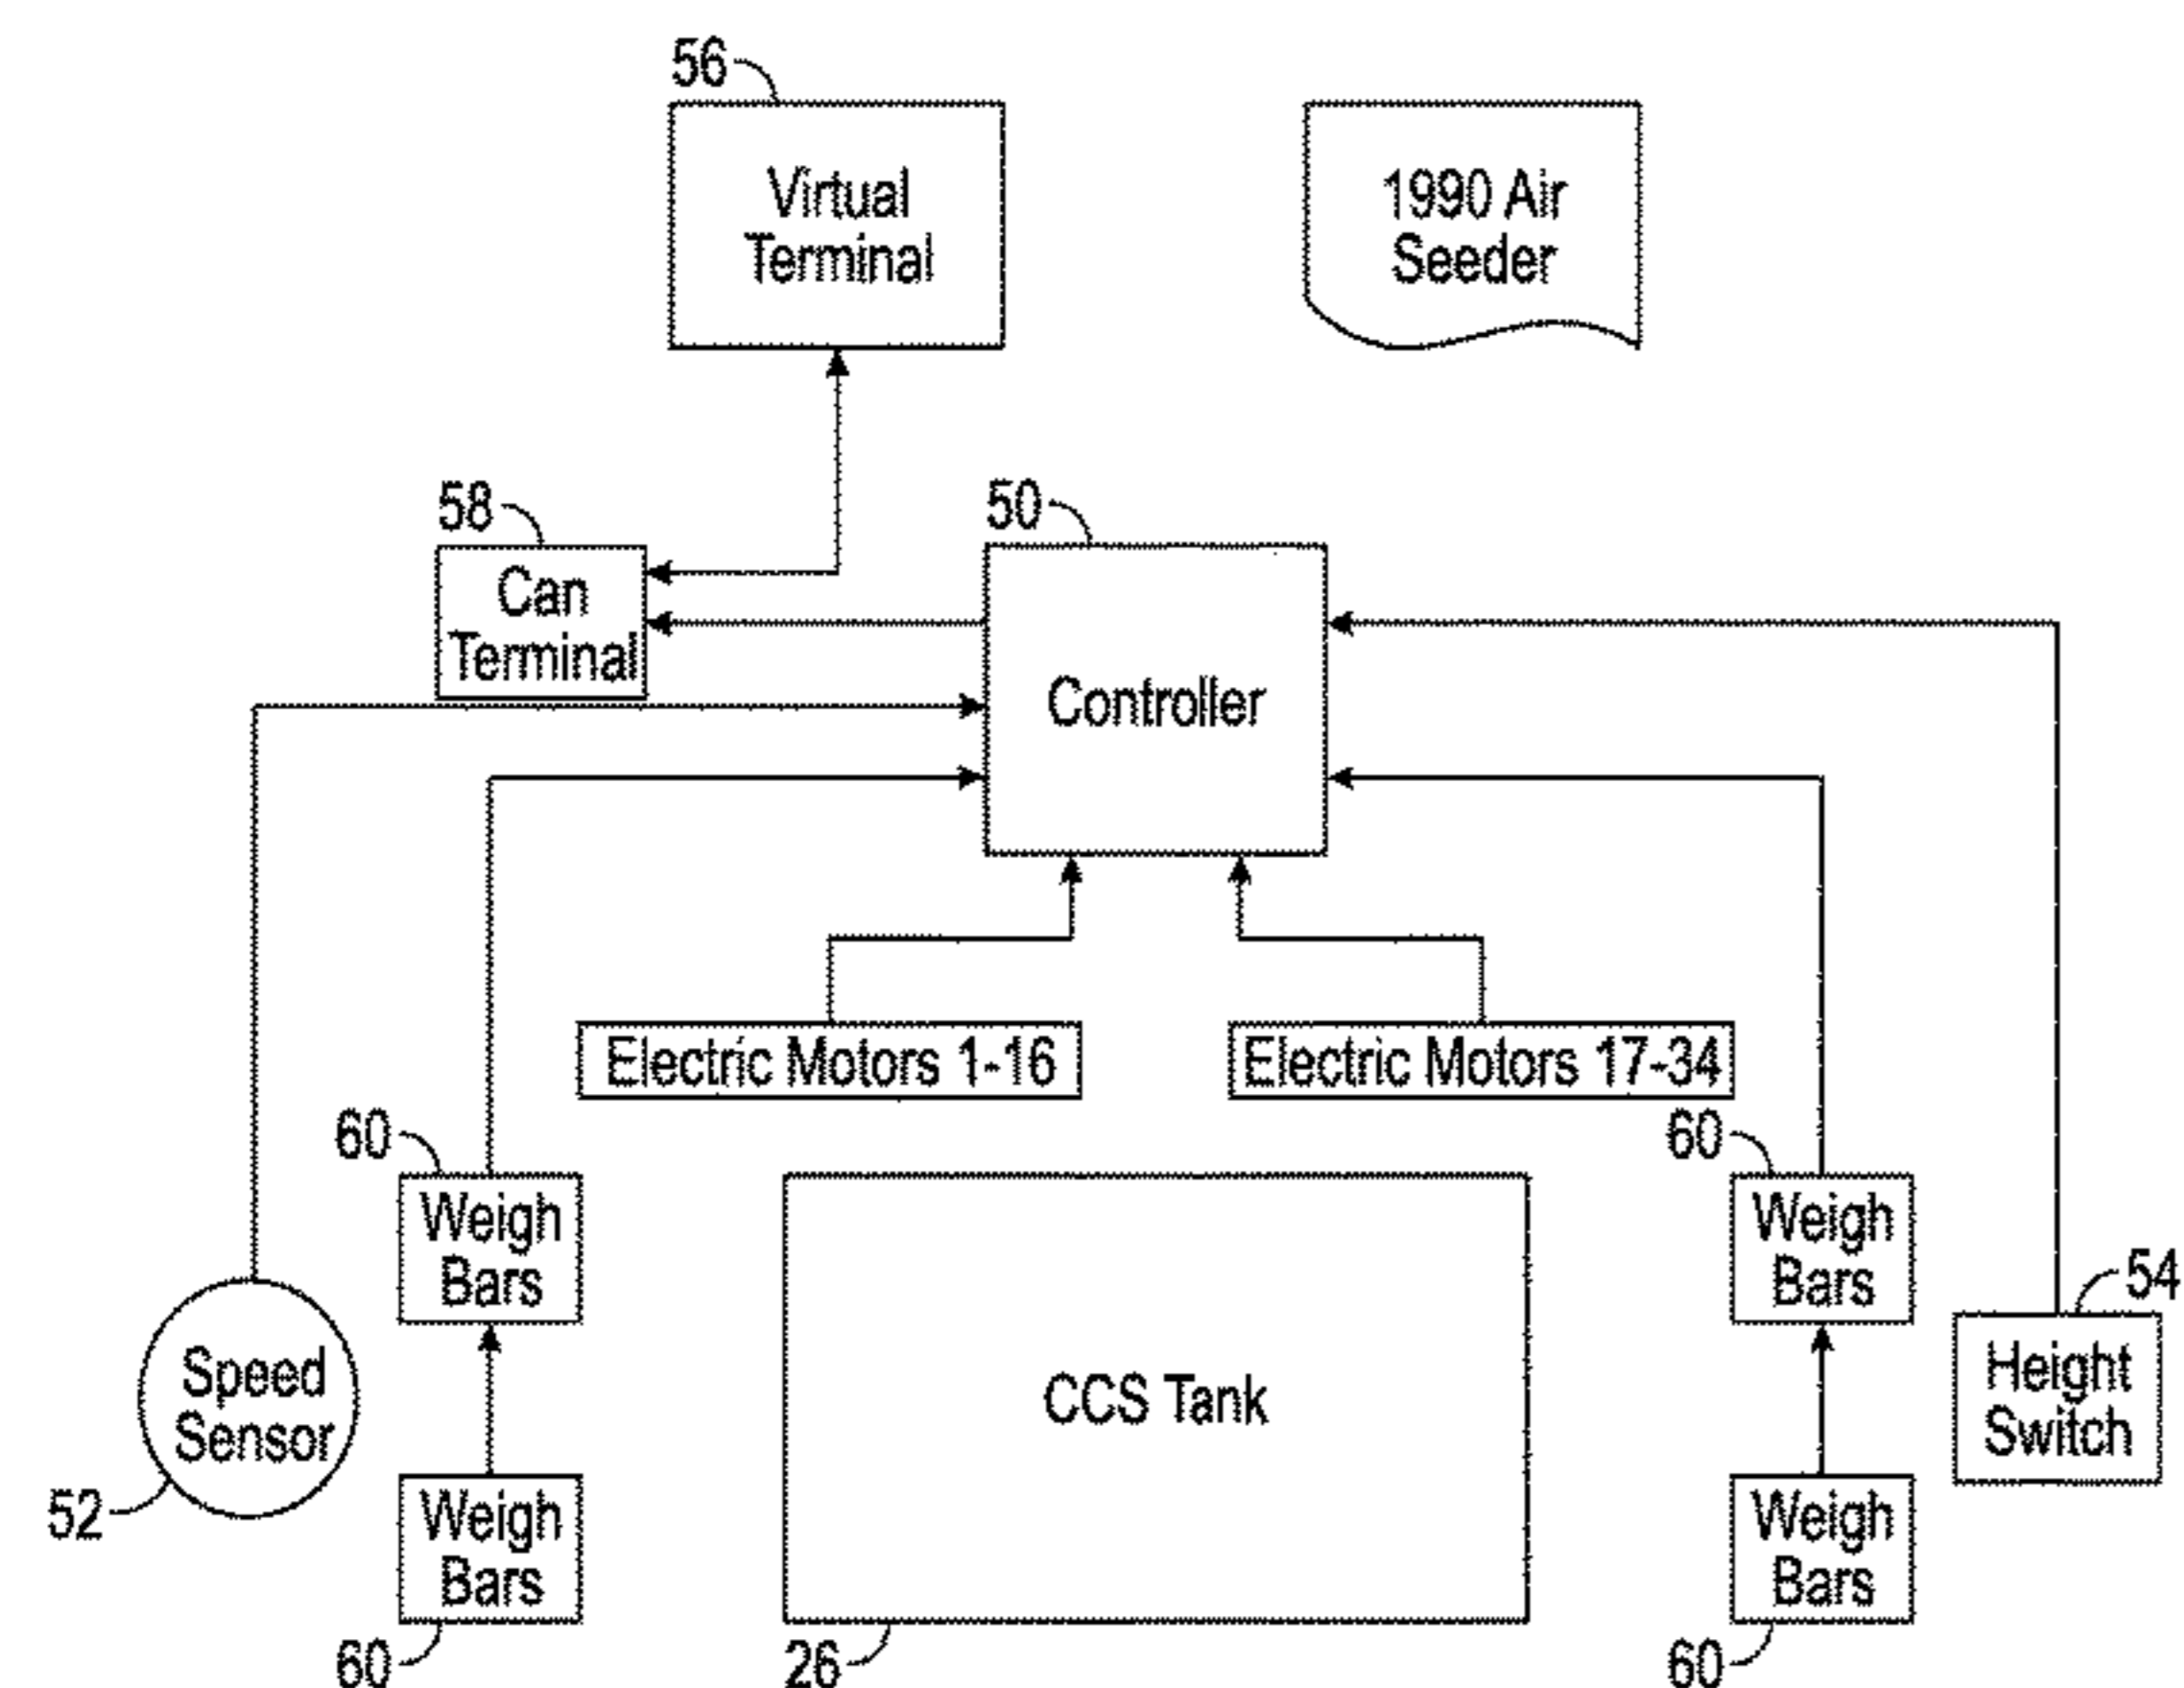 56
Virtual
Terminal
1990 Air
Seeder
58
Can
Terminal
50
Controller
Electric Motors 1-16
Electric Motors 17-34
60
Weigh
Bars
60
Weigh
Bars
54
Height
Switch
Speed
Sensor
52
CCS Tank
Weigh
Bars
60
26
Weigh
Bars
60